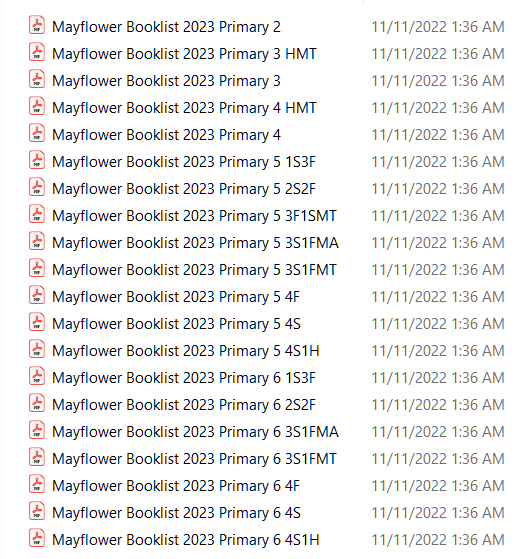 Mayflower Booklist 2023 Primary 2 11/11/2022 1:36 AM
Mayflower Booklist 2023 Primary 3 HMT 11/11/2022 1:36 AM
Mayflower Booklist 2023 Primary 3 11/11/2022 1:36 AM
Mayflower Booklist 2023 Primary 4 HMT 11/11/2022 1:36 AM
Mayflower Booklist 2023 Primary 4 11/11/2022 1:36 AM
Mayflower Booklist 2023 Primary 5 1S3F 11/11/2022 1:36 AM
Mayflower Booklist 2023 Primary 5 2S2F 11/11/2022 1:36 AM
Mayflower Booklist 2023 Primary 5 3F1SMT 11/11/2022 1:36 AM
Mayflower Booklist 2023 Primary 5 3S1FMA 11/11/2022 1:36 AM
Mayflower Booklist 2023 Primary 5 3S1FMT 11/11/2022 1:36 AM
Mayflower Booklist 2023 Primary 5 4F 11/11/2022 1:36 AM
Mayflower Booklist 2023 Primary 5 4S 11/11/2022 1:36 AM
Mayflower Booklist 2023 Primary 5 4S1H 11/11/2022 1:36 AM
Mayflower Booklist 2023 Primary 6 1S3F 11/11/2022 1:36 AM
Mayflower Booklist 2023 Primary 6 2S2F 11/11/2022 1:36 AM
Mayflower Booklist 2023 Primary 6 3S1FMA 11/11/2022 1:36 AM
Mayflower Booklist 2023 Primary 6 3S1FMT 11/11/2022 1:36 AM
Mayflower Booklist 2023 Primary 6 4F 11/11/2022 1:36 AM
Mayflower Booklist 2023 Primary 6 4S 11/11/2022 1:36 AM
Mayflower Booklist 2023 Primary 6 4S1H 11/11/2022 1:36 AM